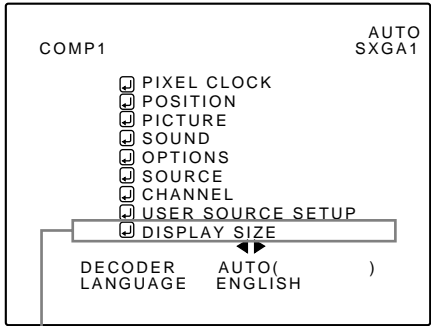 AUTO
COMP1 SXGA1
PIXEL CLOCK
POSITION
PICTURE
SOUND
OPTIONS
SOURCE
CHANNEL
USER SOURCE SETUP
DISPLAY SIZE
DECODER AUTO( )
LANGUAGE ENGLISH